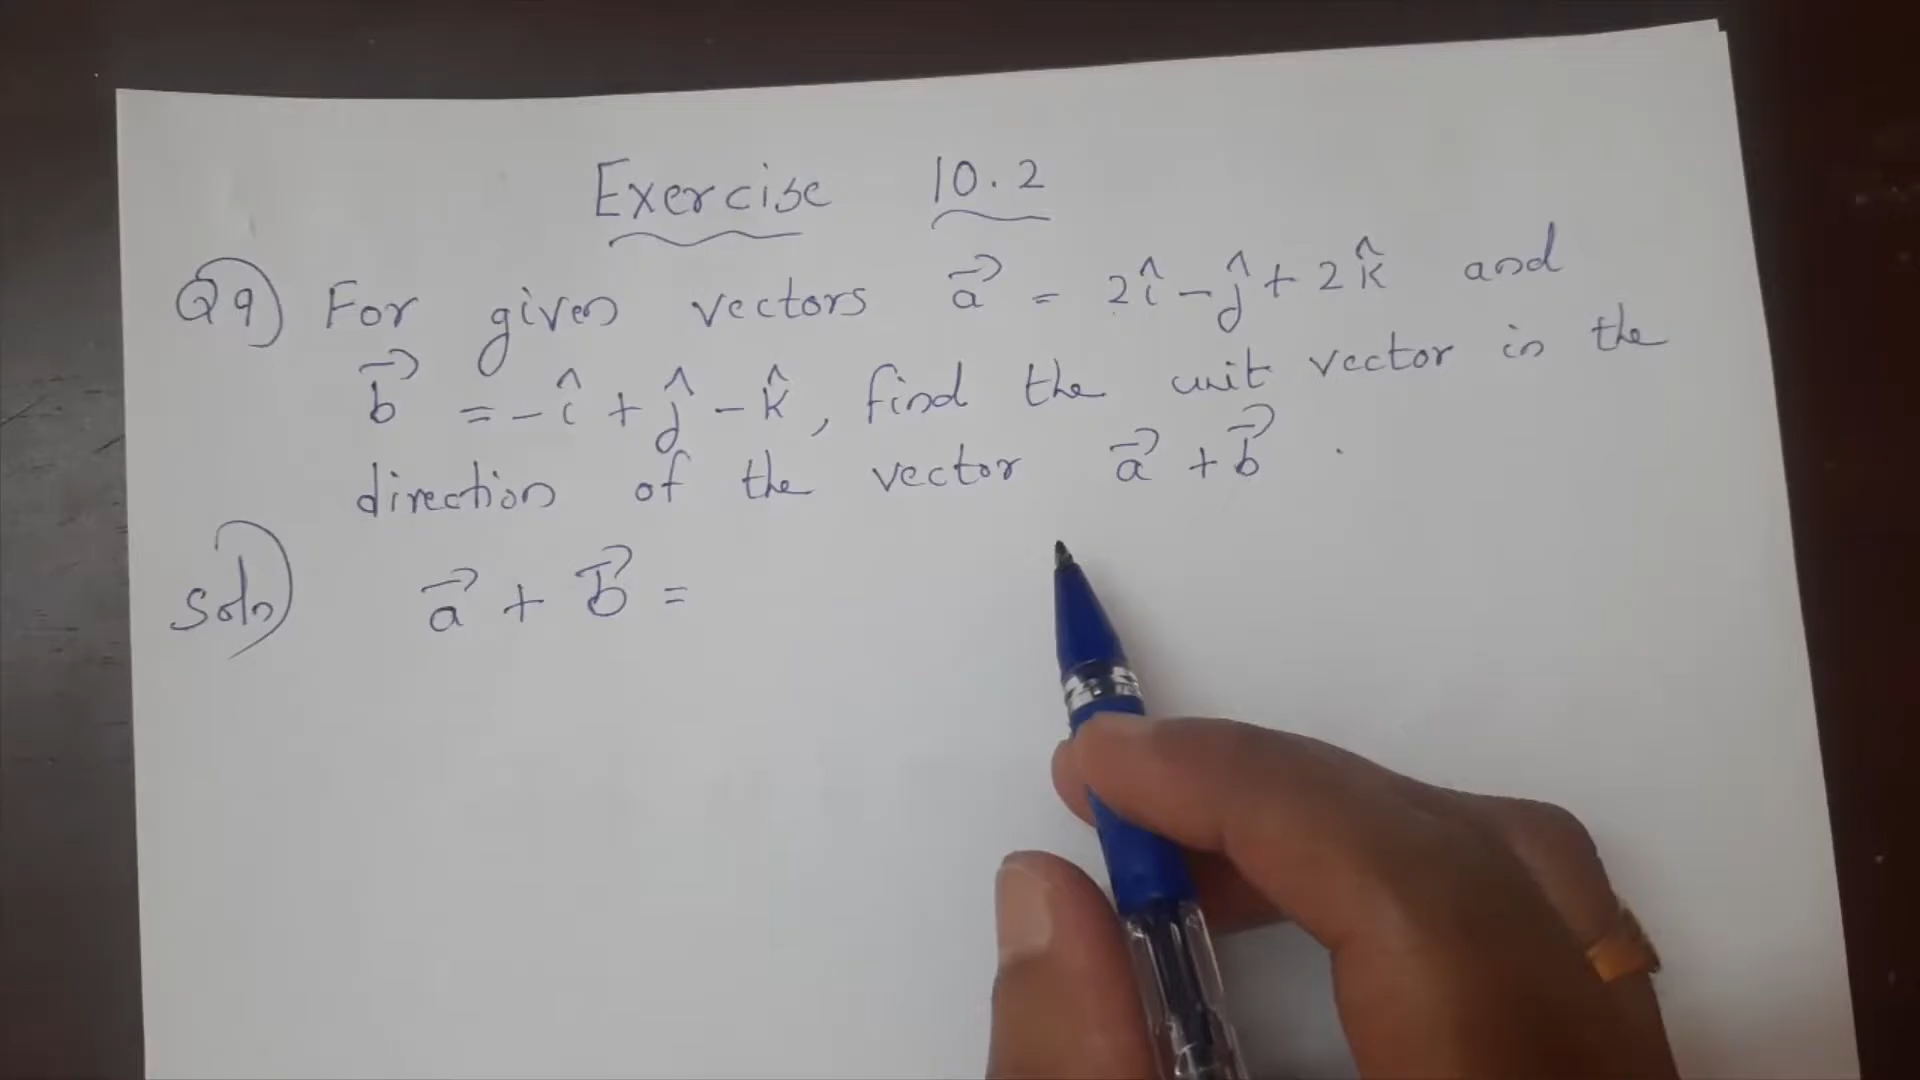 Exercise 10.2
Q9) For given vectors a⃗ = 2î - ĵ + 2k̂ and
b⃗ = -î + ĵ - k̂, find the unit vector in the
direction of the vector a⃗ + b⃗.
Soln) a⃗ + b⃗ =